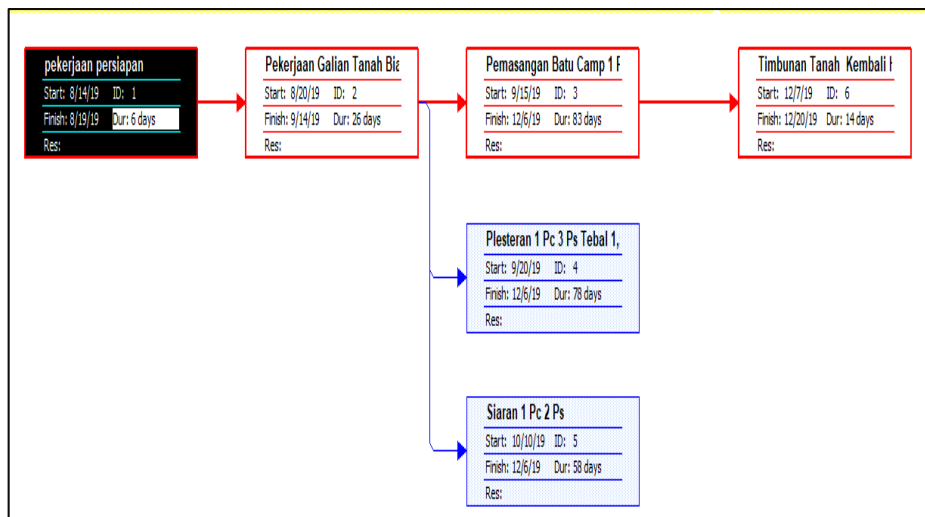 pekerjaan persiapan
Start: 8/14/19 ID: 1
Finish: 8/19/19 Dur: 6 days
Res:
Pekerjaan Galian Tanah Bia
Start: 8/20/19 ID: 2
Finish: 9/14/19 Dur: 26 days
Res:
Pemasangan Batu Camp 1 P
Start: 9/15/19 ID: 3
Finish: 12/6/19 Dur: 83 days
Res:
Timbunan Tanah Kembali
Start: 12/7/19 ID: 6
Finish: 12/20/19 Dur: 14 days
Res:
Plesteran 1 Pc 3 Ps Tebal 1,
Start: 9/20/19 ID: 4
Finish: 12/6/19 Dur: 78 days
Res:
Siaran 1 Pc 2 Ps
Start: 10/10/19 ID: 5
Finish: 12/6/19 Dur: 58 days
Res: